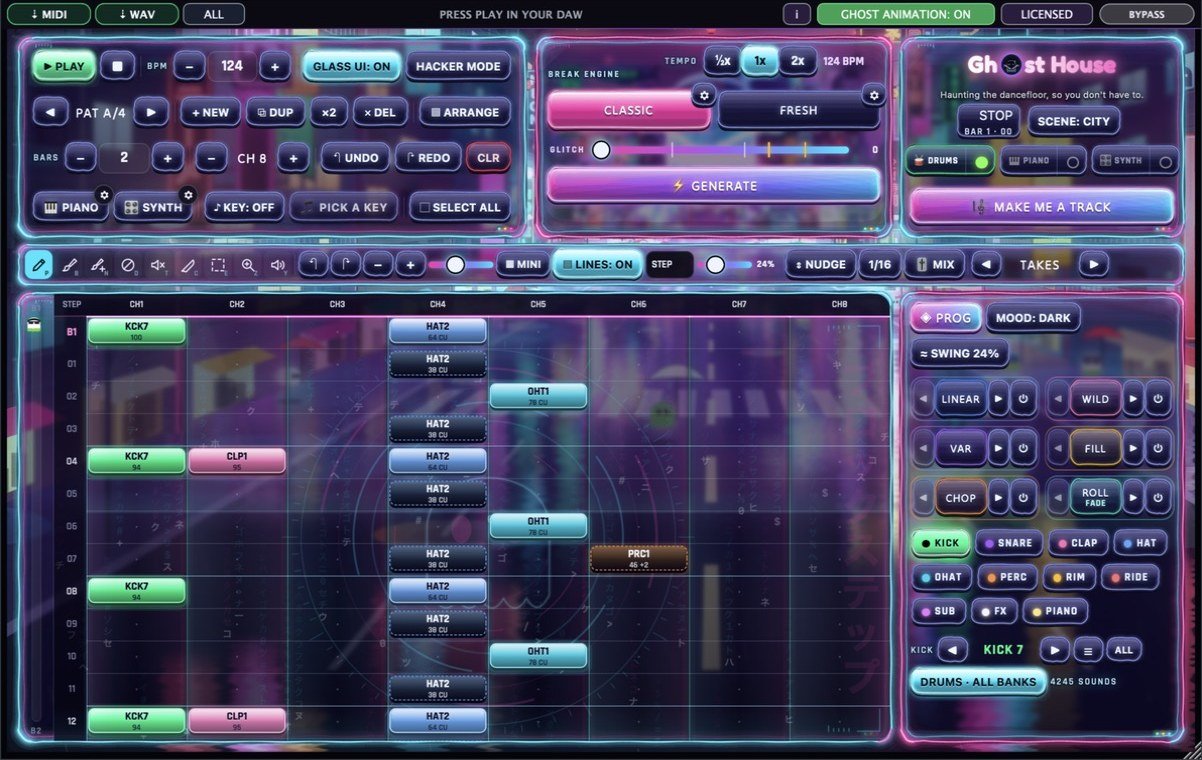 ↓ MIDI
↓ WAV
ALL
PRESS PLAY IN YOUR DAW
i
GHOST ANIMATION: ON
LICENSED
BYPASS
▶ PLAY
BPM
−
124
+
GLASS UI: ON
HACKER MODE
◀ PAT A/4 ▶
+ NEW
DUP
×2
× DEL
ARRANGE
BARS
−
2
+
−
CH 8
+
UNDO
REDO
CLR
PIANO
SYNTH
♪ KEY: OFF
PICK A KEY
SELECT ALL
BREAK ENGINE
TEMPO
½x
1x
2x
124 BPM
CLASSIC
FRESH
GLITCH
0
⚡ GENERATE
Gh st House
Haunting the dancefloor, so you don't have to.
STOP
BAR 1 · 00
SCENE: CITY
DRUMS
PIANO
SYNTH
MAKE ME A TRACK
−
+
MINI
LINES: ON
STEP
24%
NUDGE
1/16
MIX
◀ TAKES ▶
STEP CH1 CH2 CH3 CH4 CH5 CH6 CH7 CH8
B1 KCK7 HAT2
100 64 CU
01 HAT2
38 CU
02 OHT1
78 CU
03 HAT2
38 CU
04 KCK7 CLP1 HAT2
94 95 64 CU
05 HAT2
38 CU
06 OHT1
78 CU
07 HAT2 PRC1
38 CU 46 +2
08 KCK7 HAT2
94 64 CU
09 HAT2
38 CU
10 OHT1
78 CU
11 HAT2
38 CU
12 KCK7 CLP1 HAT2
94 95 64 CU
B2
PROG
MOOD: DARK
≈ SWING 24%
LINEAR
WILD
VAR
FILL
CHOP
ROLL
FADE
KICK
SNARE
CLAP
HAT
OHAT
PERC
RIM
HATE
SUB
FX
PIANO
KICK
◀ KICK 7 ▶
≡
ALL
DRUMS · ALL BANKS
4245 SOUNDS